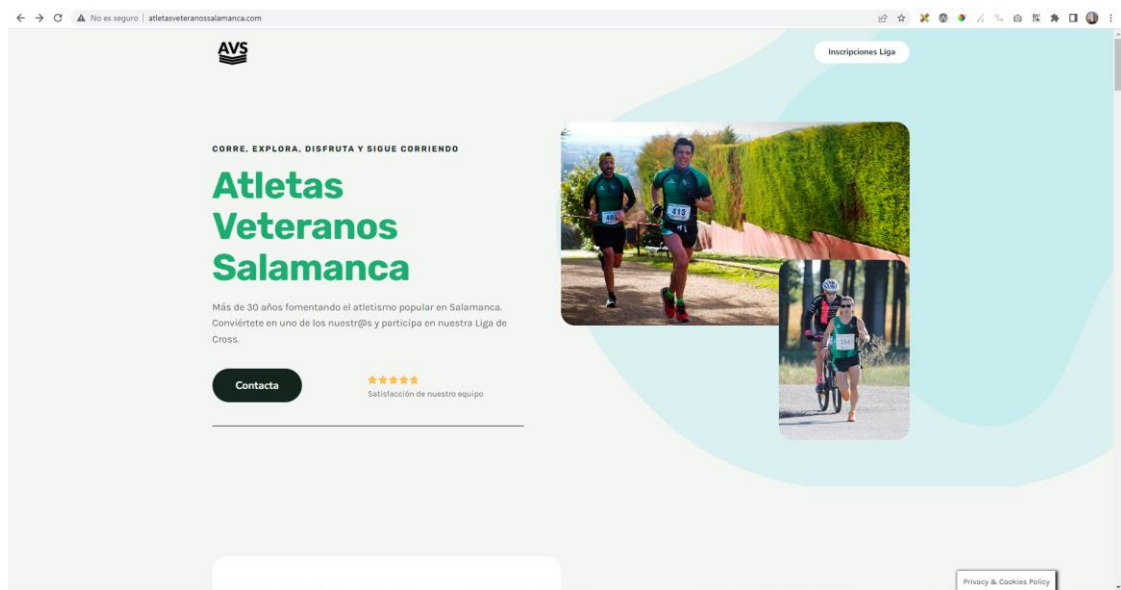 No es seguro | atletasveteranossalamanca.com
AVS
Inscripciones Liga
CORRE, EXPLORA, DISFRUTA Y SIGUE CORRIENDO
Atletas
Veteranos
Salamanca
Más de 30 años fomentando el atletismo popular en Salamanca.
Conviértete en uno de los nuestr@s y participa en nuestra Liga de
Cross.
413
Contacta
Satisfacción de nuestro equipo
Privacy & Cookies Policy